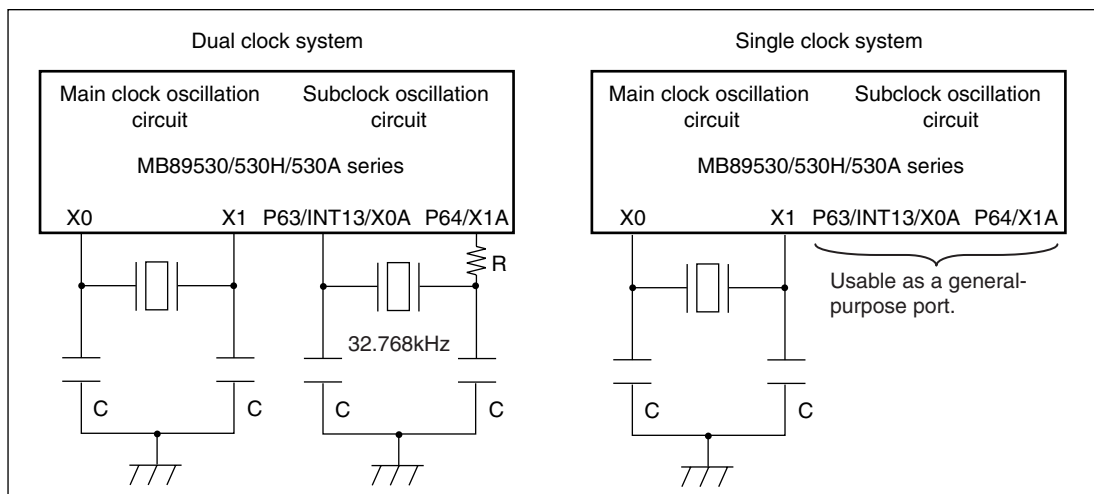 Dual clock system
Main clock oscillation circuit
Subclock oscillation circuit
MB89530/530H/530A series
X0 X1 P63/INT13/X0A P64/X1A
R
32.768kHz
C C C C
Single clock system
Main clock oscillation circuit
Subclock oscillation circuit
MB89530/530H/530A series
X0 X1 P63/INT13/X0A P64/X1A
Usable as a general-
purpose port.
C C